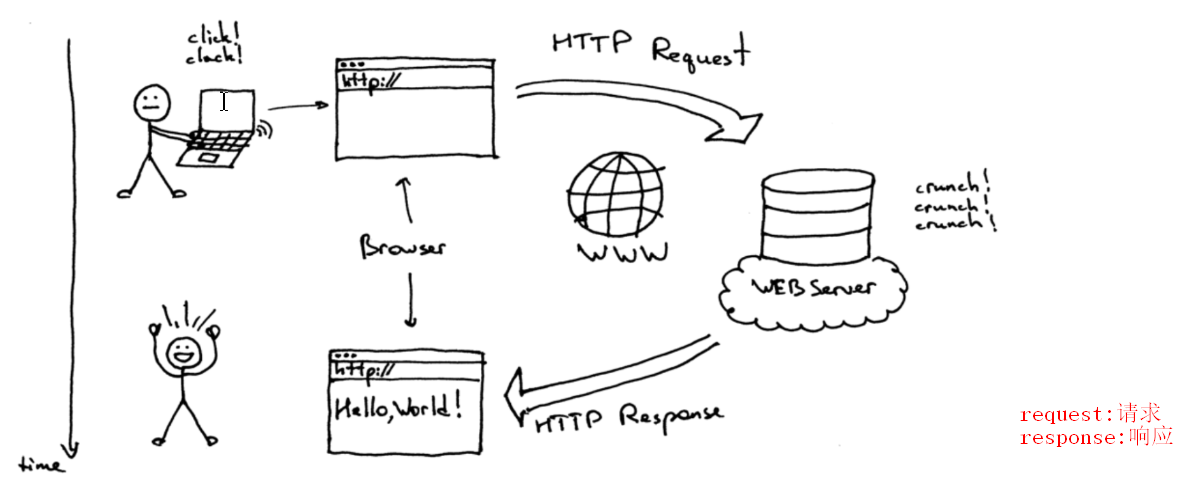 click!
clack!
HTTP Request
http://
crunch!
crunch!
crunch!
Browser
WWW
WEB Server
http://
Hello, World!
HTTP Response
request:请求
response:响应
time